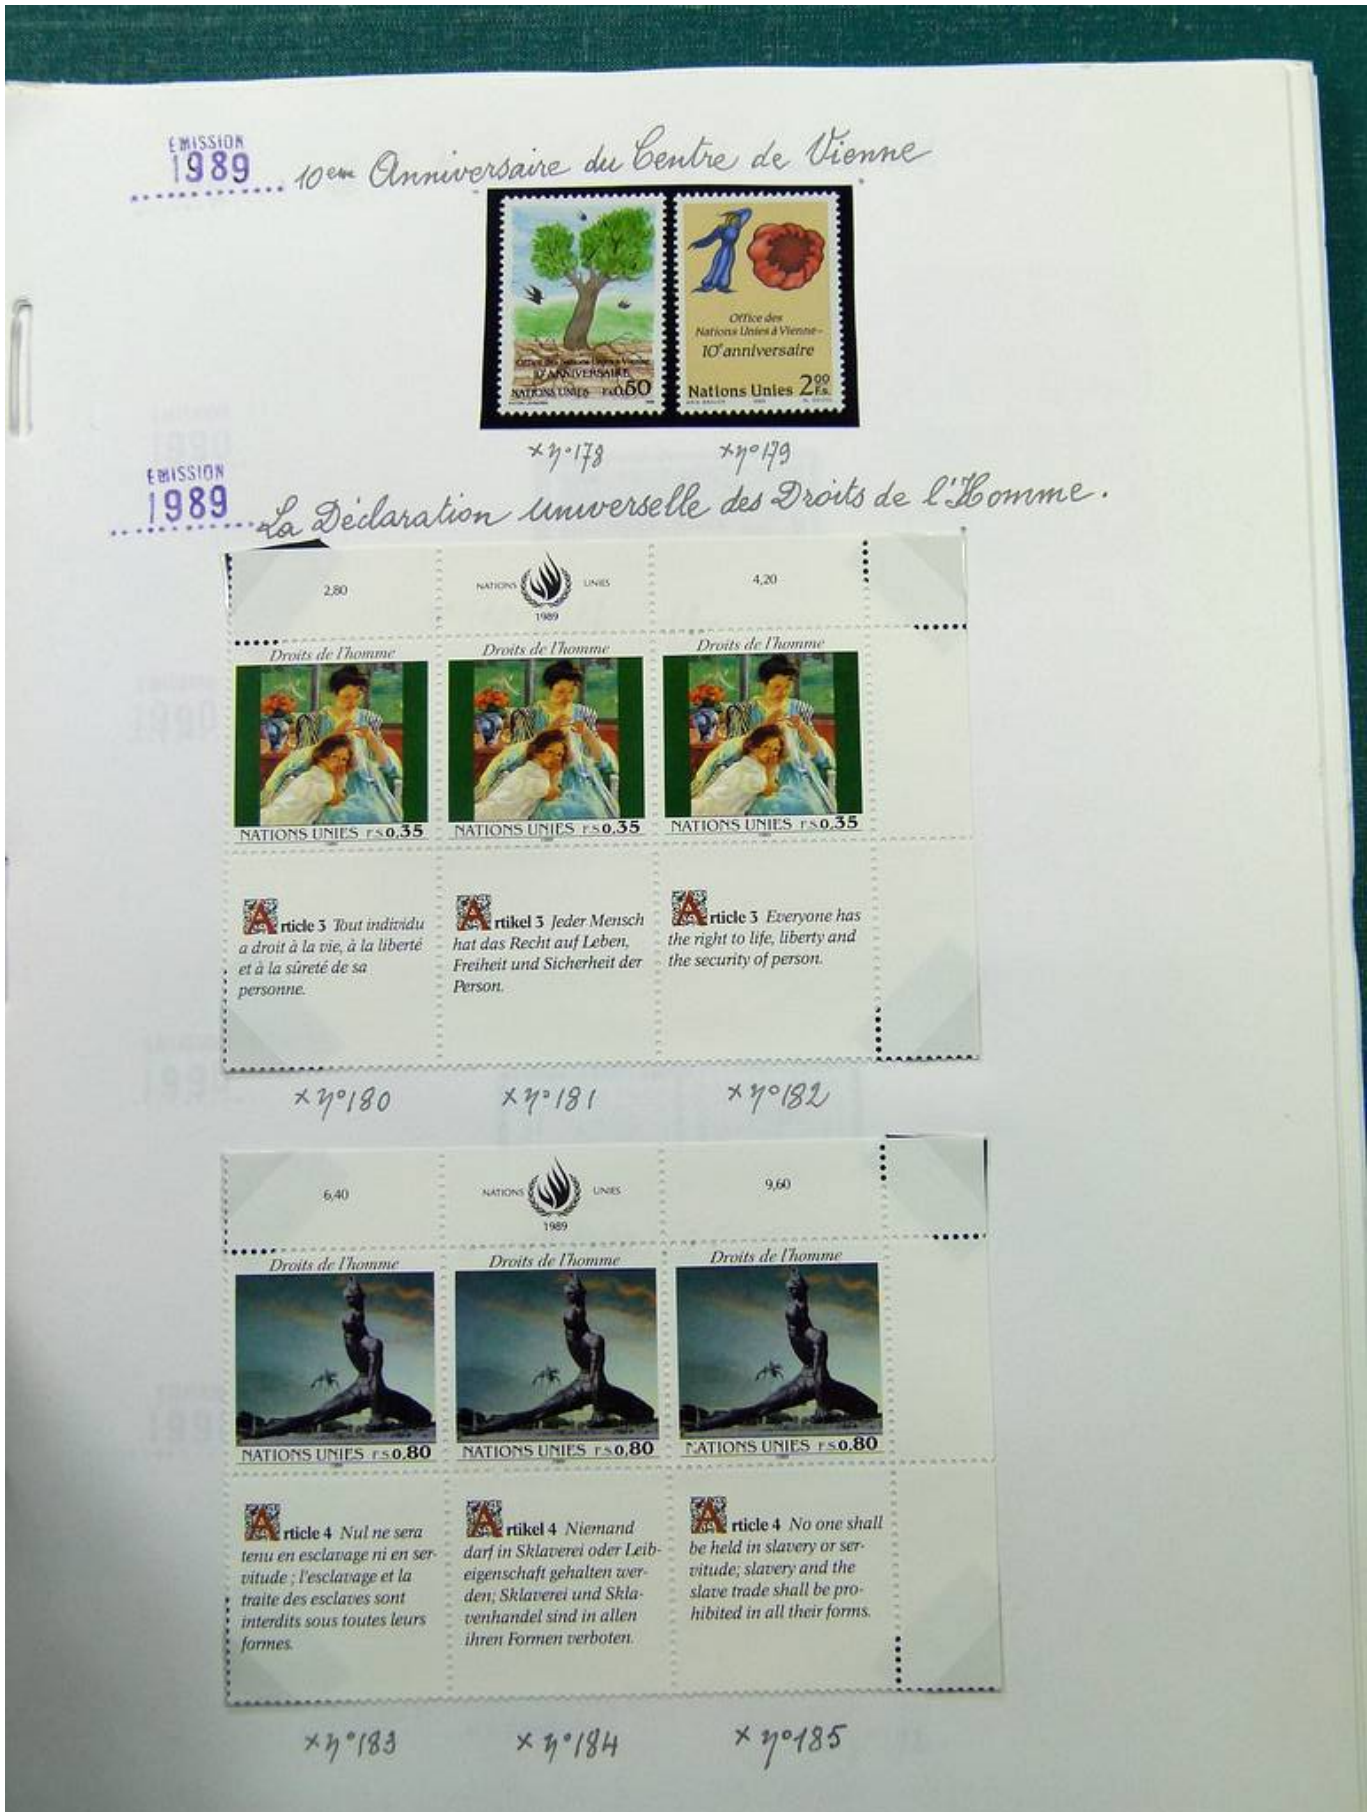 EMISSION
1989
10eme Anniversaire du Centre de Vienne
Office des Nations Unies à Vienne
10e ANNIVERSAIRE
NATIONS UNIES F.s.0,50
Office des
Nations Unies à Vienne-
10e anniversaire
Nations Unies 2 00 F.s.
x n° 178
x n° 179
EMISSION
1989
La Déclaration universelle des Droits de l'Homme.
2,80
NATIONS UNIES
1989
4,20
Droits de l'homme
NATIONS UNIES F.S.0,35
Droits de l'homme
NATIONS UNIES F.S.0,35
Droits de l'homme
NATIONS UNIES F.S.0,35
Article 3 Tout individu
a droit à la vie, à la liberté
et à la sûreté de sa
personne.
Artikel 3 Jeder Mensch
hat das Recht auf Leben,
Freiheit und Sicherheit der
Person.
Article 3 Everyone has
the right to life, liberty and
the security of person.
x n° 180
x n° 181
x n° 182
6,40
NATIONS UNIES
1989
9,60
Droits de l'homme
NATIONS UNIES F.S.0,80
Droits de l'homme
NATIONS UNIES F.S.0,80
Droits de l'homme
NATIONS UNIES F.S.0,80
Article 4 Nul ne sera
tenu en esclavage ni en ser-
vitude ; l'esclavage et la
traite des esclaves sont
interdits sous toutes leurs
formes.
Artikel 4 Niemand
darf in Sklaverei oder Leib-
eigenschaft gehalten wer-
den; Sklaverei und Skla-
venhandel sind in allen
ihren Formen verboten.
Article 4 No one shall
be held in slavery or ser-
vitude; slavery and the
slave trade shall be pro-
hibited in all their forms.
x n° 183
x n° 184
x n° 185